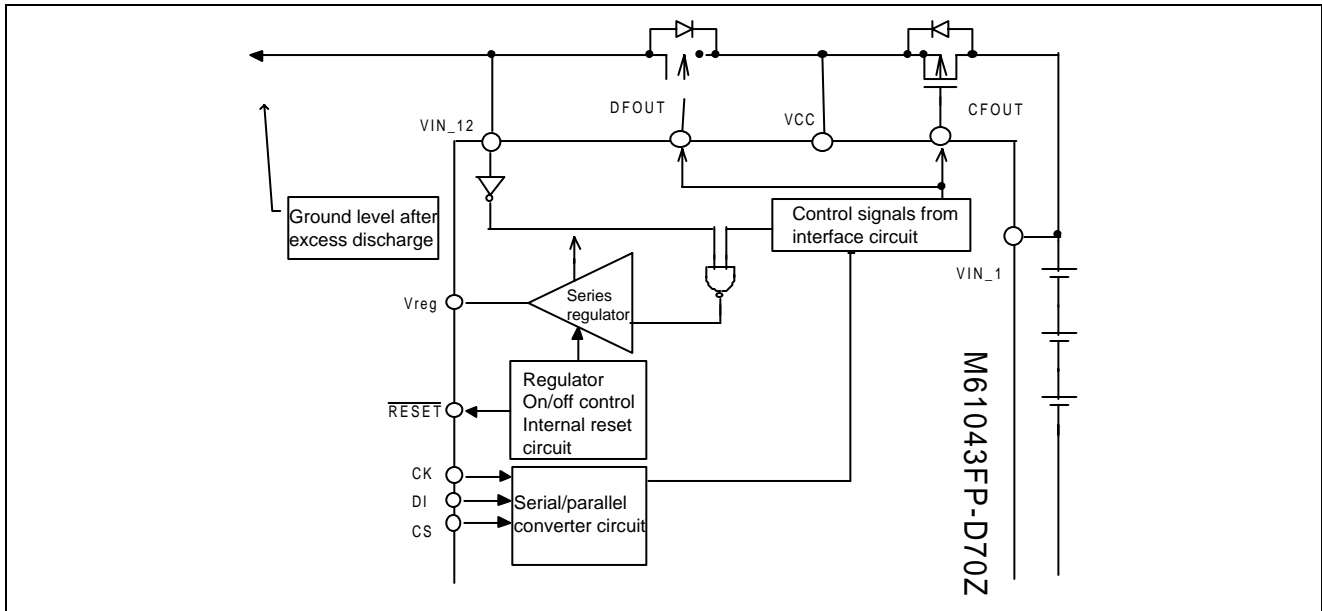 DFOUT
VCC
CFOUT
VIN_12
Ground level after
excess discharge
Control signals from
interface circuit
VIN_1
Vreg
Series
regulator
Regulator
On/off control
Internal reset
circuit
RESET
CK
DI
CS
Serial/parallel
converter circuit
M61043FP-D70Z